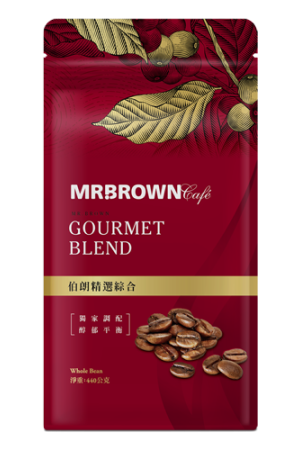 MRBROWN Café
GOURMET
BLEND
伯朗精選綜合
獨家調配
醇郁平衡
Whole Bean
淨重:440公克